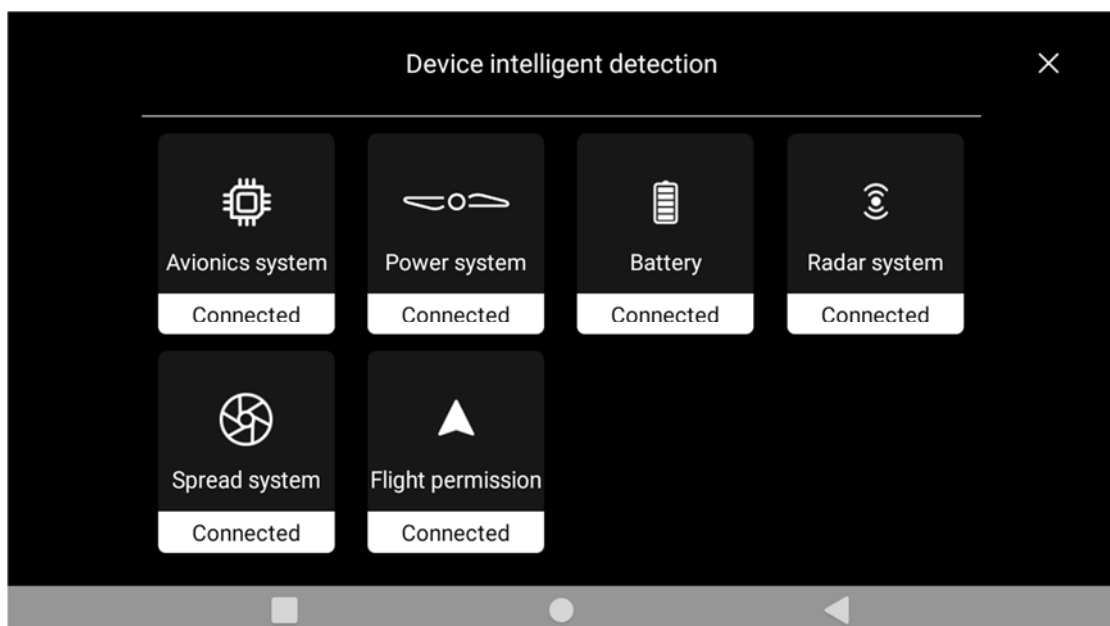 Device intelligent detection
Avionics system
Power system
Battery
Radar system
Connected
Connected
Connected
Connected
Spread system
Flight permission
Connected
Connected